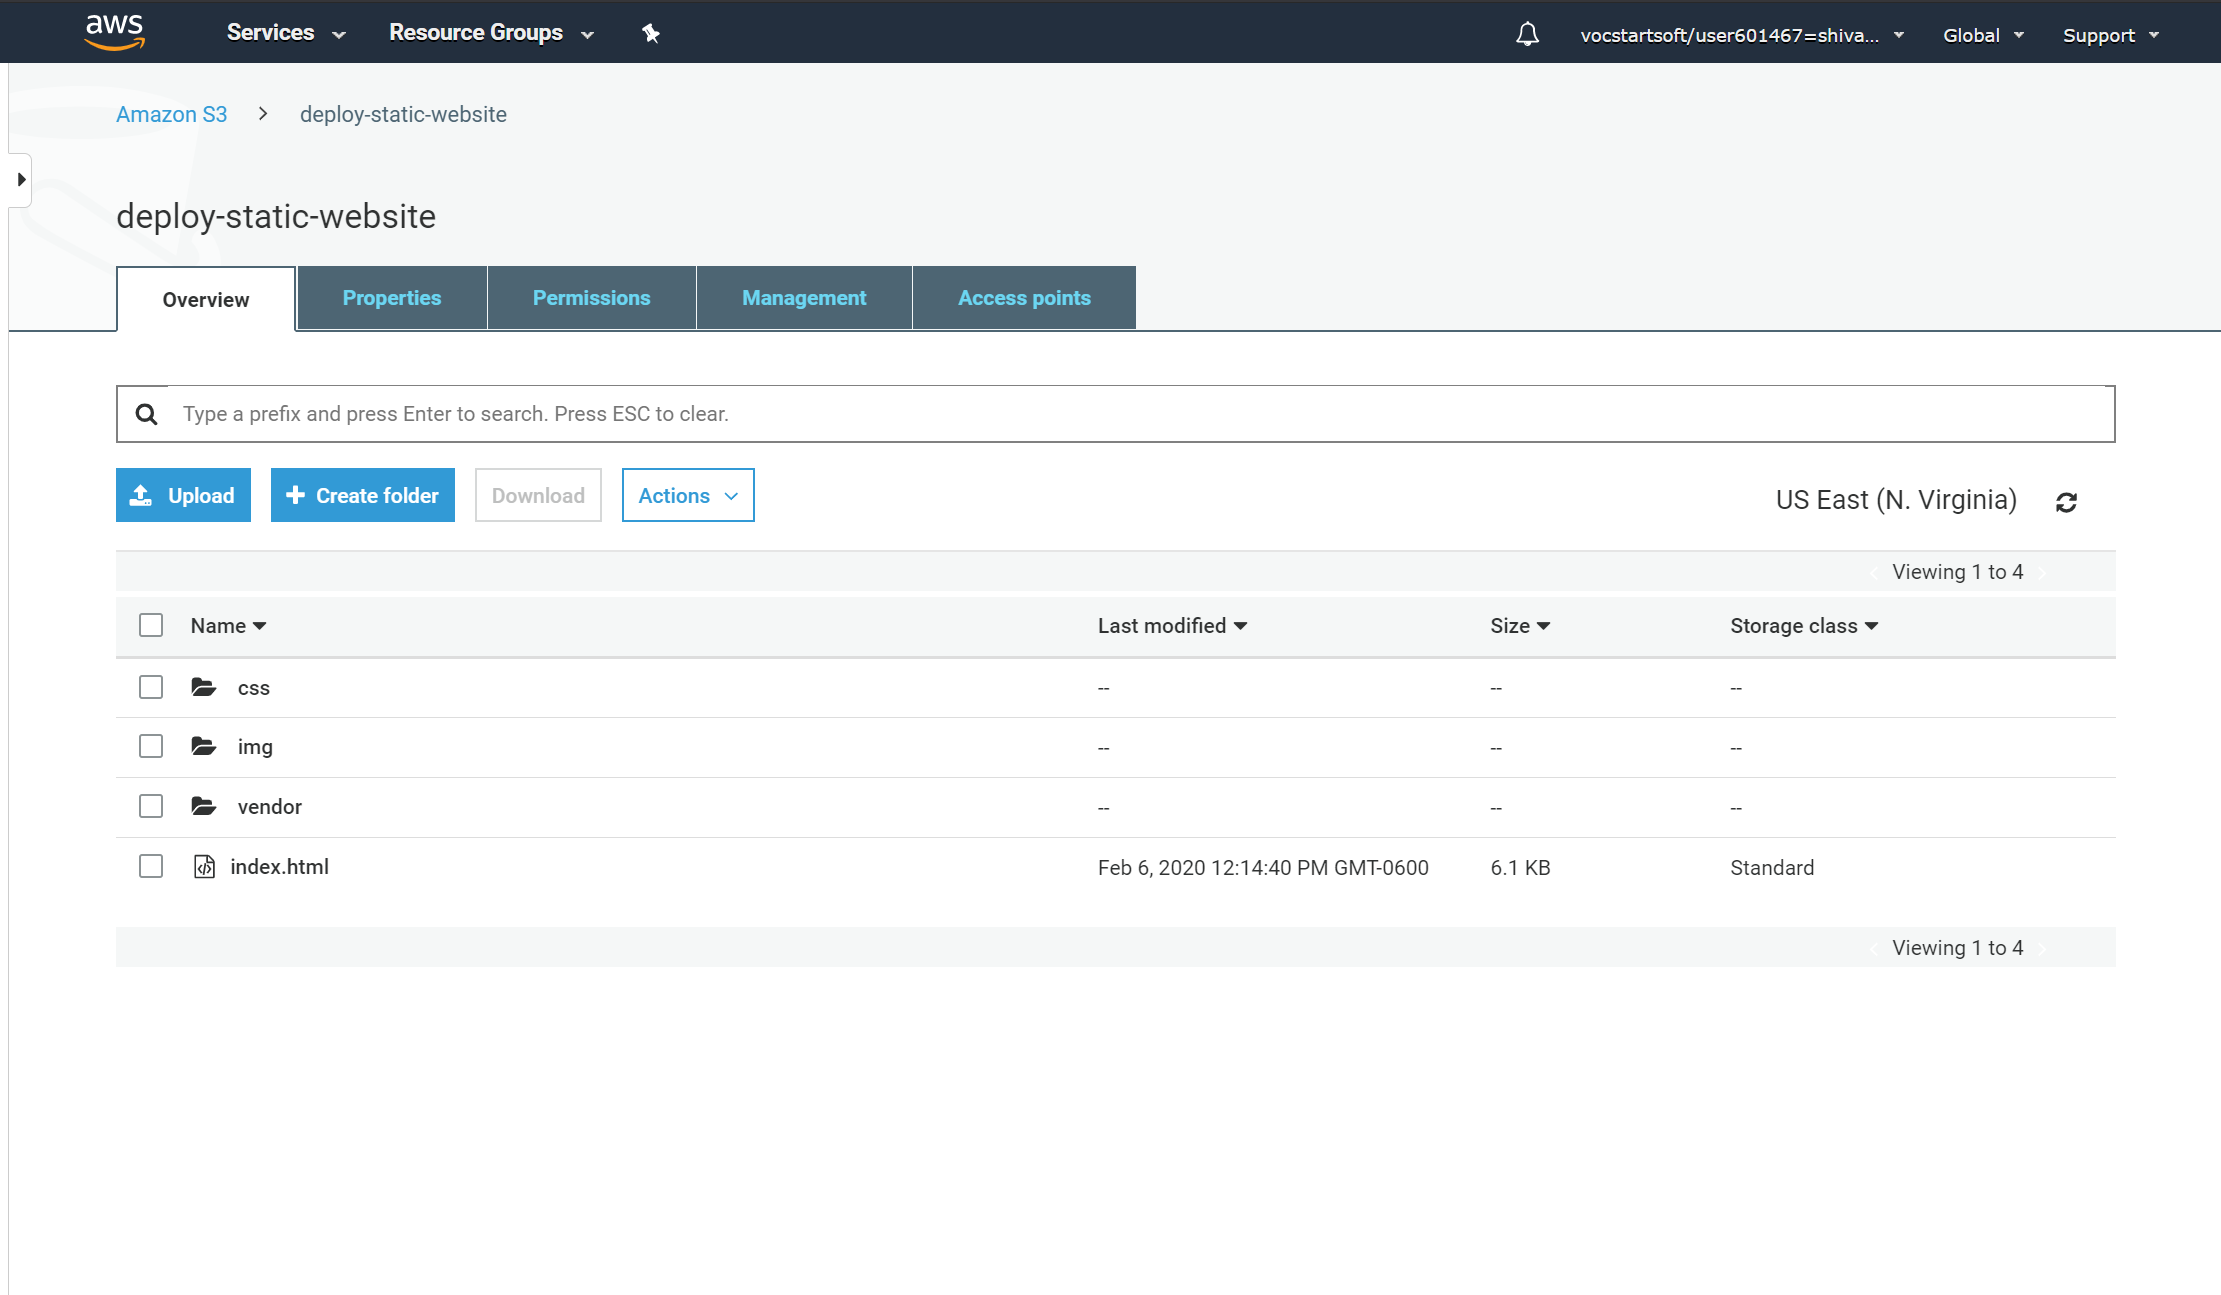 aws Services Resource Groups vocstartsoft/user601467=shiva... Global Support
Amazon S3 > deploy-static-website
deploy-static-website
Overview Properties Permissions Management Access points
Type a prefix and press Enter to search. Press ESC to clear.
Upload Create folder Download Actions US East (N. Virginia)
Viewing 1 to 4
Name Last modified Size Storage class
css -- -- --
img -- -- --
vendor -- -- --
index.html Feb 6, 2020 12:14:40 PM GMT-0600 6.1 KB Standard
Viewing 1 to 4